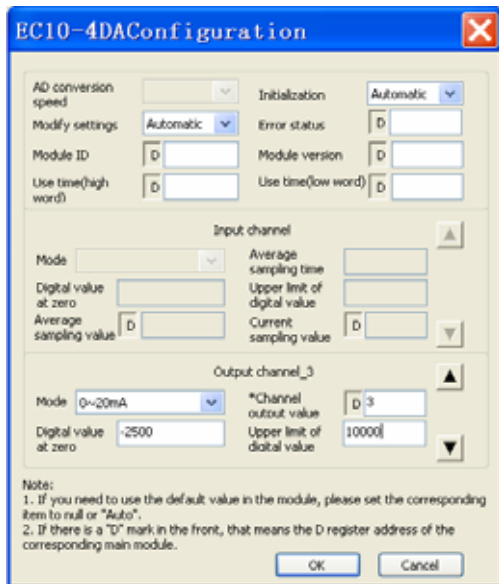 EC10-4DAConfiguration
AD conversion speed
Initialization
Automatic
Modify settings
Automatic
Error status
D
Module ID
D
Module version
D
Use time(high word)
D
Use time(low word)
D
Input channel
Mode
Average sampling time
Digital value at zero
Upper limit of digital value
Average sampling value
D
Current sampling value
D
Output channel_3
Mode
0~20mA
*Channel output value
D
3
Digital value at zero
-2500
Upper limit of digital value
10000
Note:
1. If you need to use the default value in the module, please set the corresponding
item to null or "Auto".
2. If there is a "D" mark in the front, that means the D register address of the
corresponding main module.
OK
Cancel